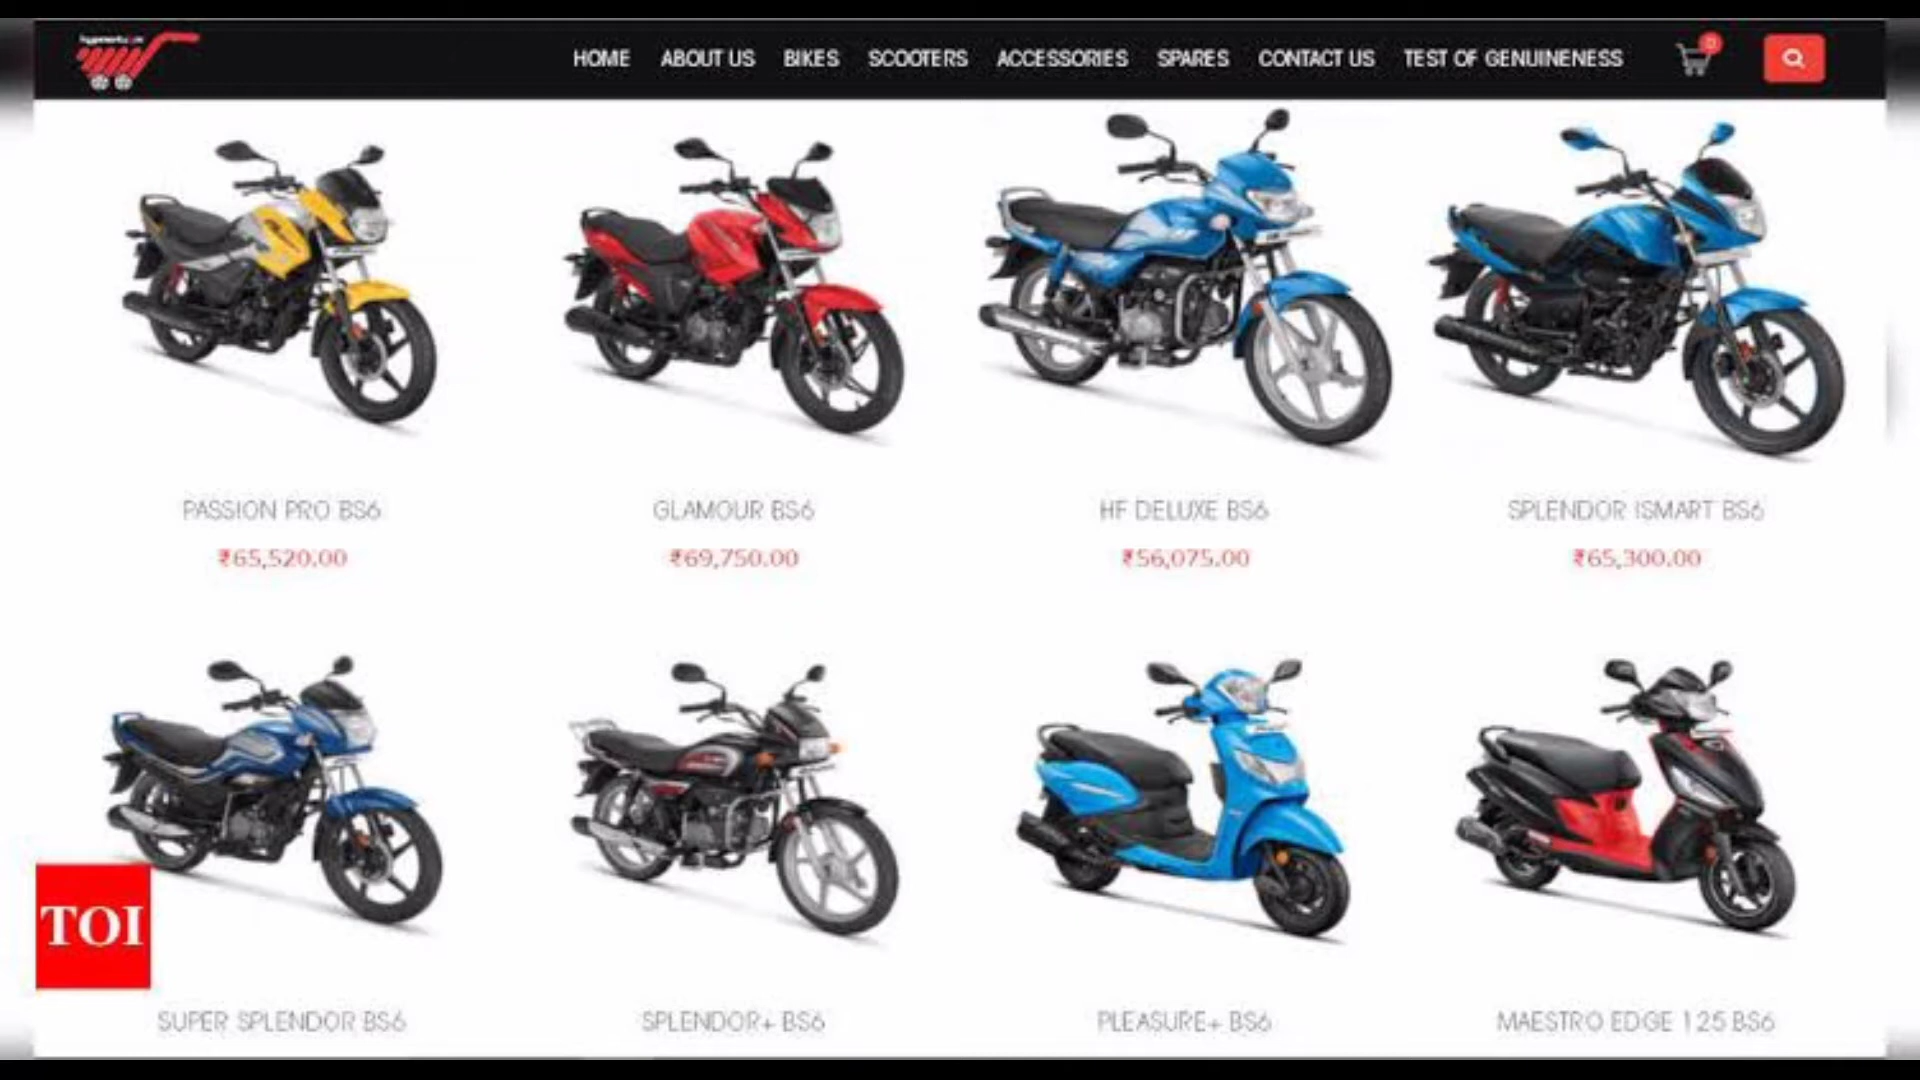 HOME ABOUT US BIKES SCOOTERS ACCESSORIES SPARES CONTACT US TEST OF GENUINENESS 0
PASSION PRO BS6 GLAMOUR BS6 HF DELUXE BS6 SPLENDOR ISMART BS6
₹65,520.00 ₹69,750.00 ₹56,075.00 ₹65,300.00
TOI
SUPER SPLENDOR BS6 SPLENDOR+ BS6 PLEASURE+ BS6 MAESTRO EDGE 125 BS6